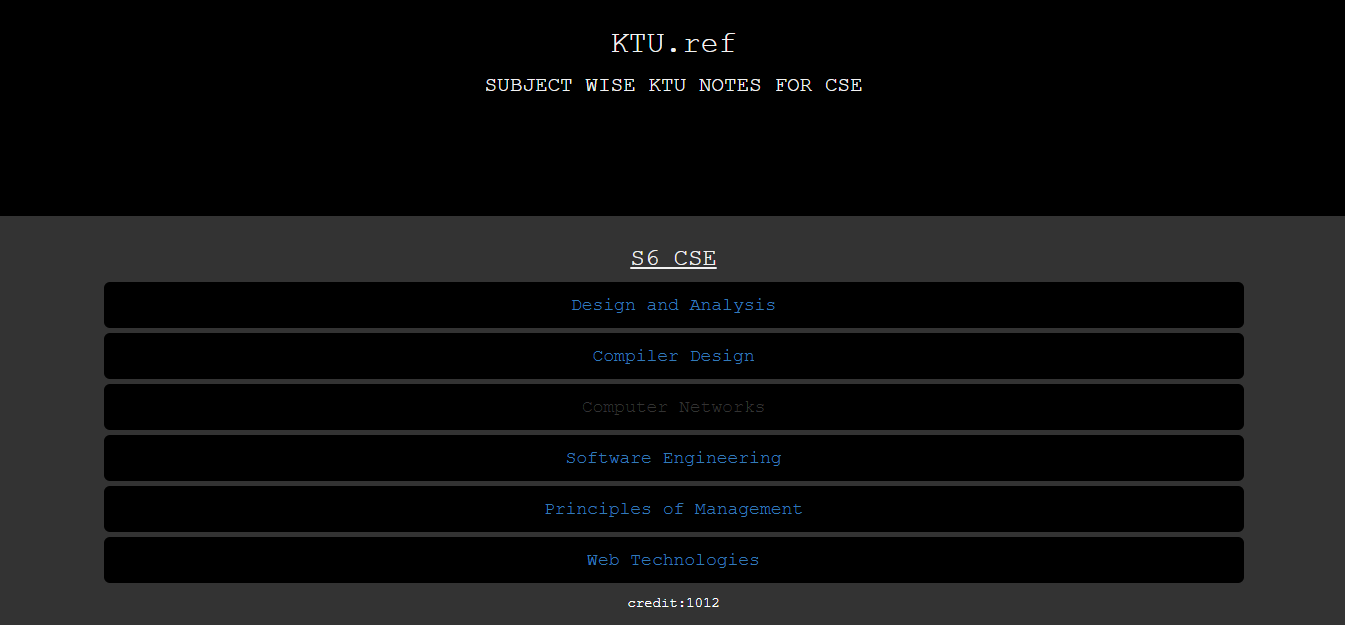 KTU.ref
SUBJECT WISE KTU NOTES FOR CSE
S6 CSE
Design and Analysis
Compiler Design
Computer Networks
Software Engineering
Principles of Management
Web Technologies
credit:1012